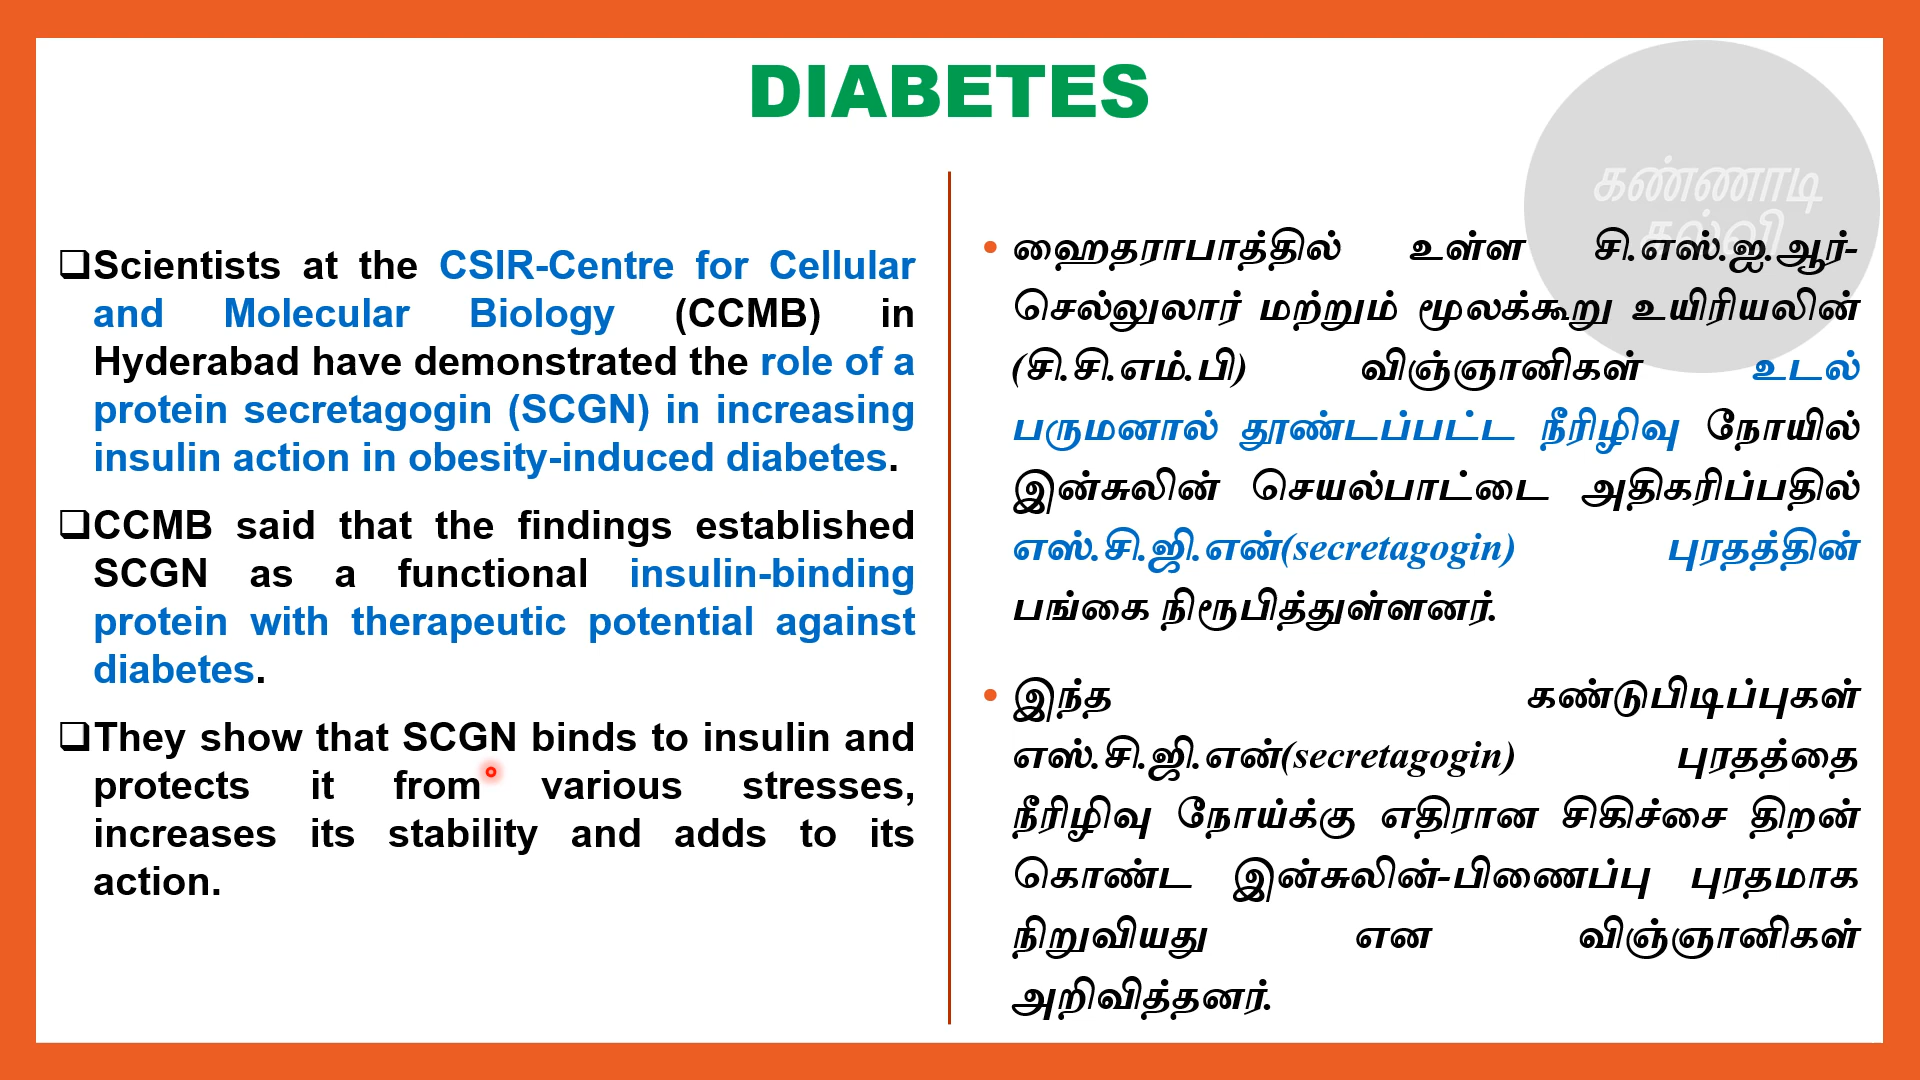 DIABETES
கண்ணாடி
கல்வி
❑Scientists at the CSIR-Centre for Cellular
and Molecular Biology (CCMB) in
Hyderabad have demonstrated the role of a
protein secretagogin (SCGN) in increasing
insulin action in obesity-induced diabetes.
❑CCMB said that the findings established
SCGN as a functional insulin-binding
protein with therapeutic potential against
diabetes.
❑They show that SCGN binds to insulin and
protects it from various stresses,
increases its stability and adds to its
action.
• ஹைதராபாத்தில் உள்ள சி.எஸ்.ஐ.ஆர்-
செல்லுலார் மற்றும் மூலக்கூறு உயிரியலின்
(சி.சி.எம்.பி) விஞ்ஞானிகள் உடல்
பருமனால் தூண்டப்பட்ட நீரிழிவு நோயில்
இன்சுலின் செயல்பாட்டை அதிகரிப்பதில்
எஸ்.சி.ஜி.என்(secretagogin) புரதத்தின்
பங்கை நிரூபித்துள்ளனர்.
• இந்த கண்டுபிடிப்புகள்
எஸ்.சி.ஜி.என்(secretagogin) புரதத்தை
நீரிழிவு நோய்க்கு எதிரான சிகிச்சை திறன்
கொண்ட இன்சுலின்-பிணைப்பு புரதமாக
நிறுவியது என விஞ்ஞானிகள்
அறிவித்தனர்.